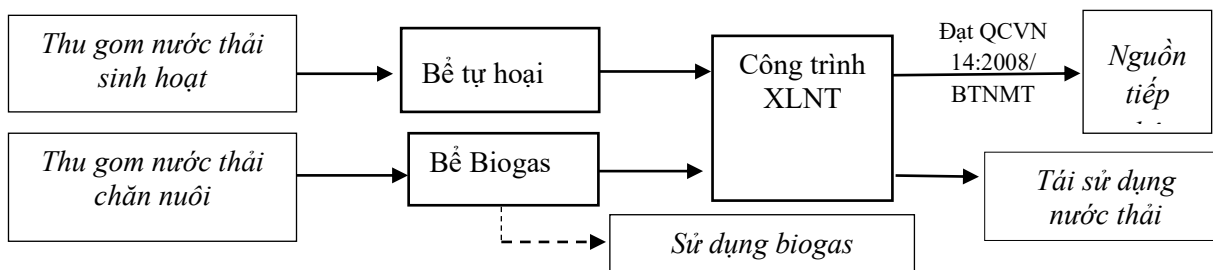 Thu gom nước thải
sinh hoạt
Bể tự hoại
Công trình
XLNT
Đạt QCVN
14:2008/
BTNMT
Nguồn
tiếp
Thu gom nước thải
chăn nuôi
Bể Biogas
Sử dụng biogas
Tái sử dụng
nước thải